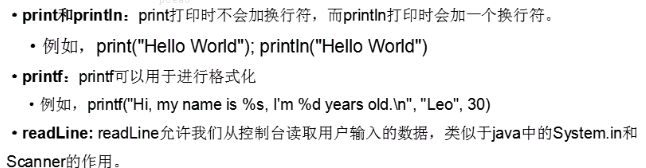 • print和println：print打印时不会加换行符，而println打印时会加一个换行符。
• 例如，print("Hello World"); println("Hello World")
• printf：printf可以用于进行格式化
• 例如，printf("Hi, my name is %s, I'm %d years old.\n", "Leo", 30)
• readLine: readLine允许我们从控制台读取用户输入的数据，类似于java中的System.in和
Scanner的作用。